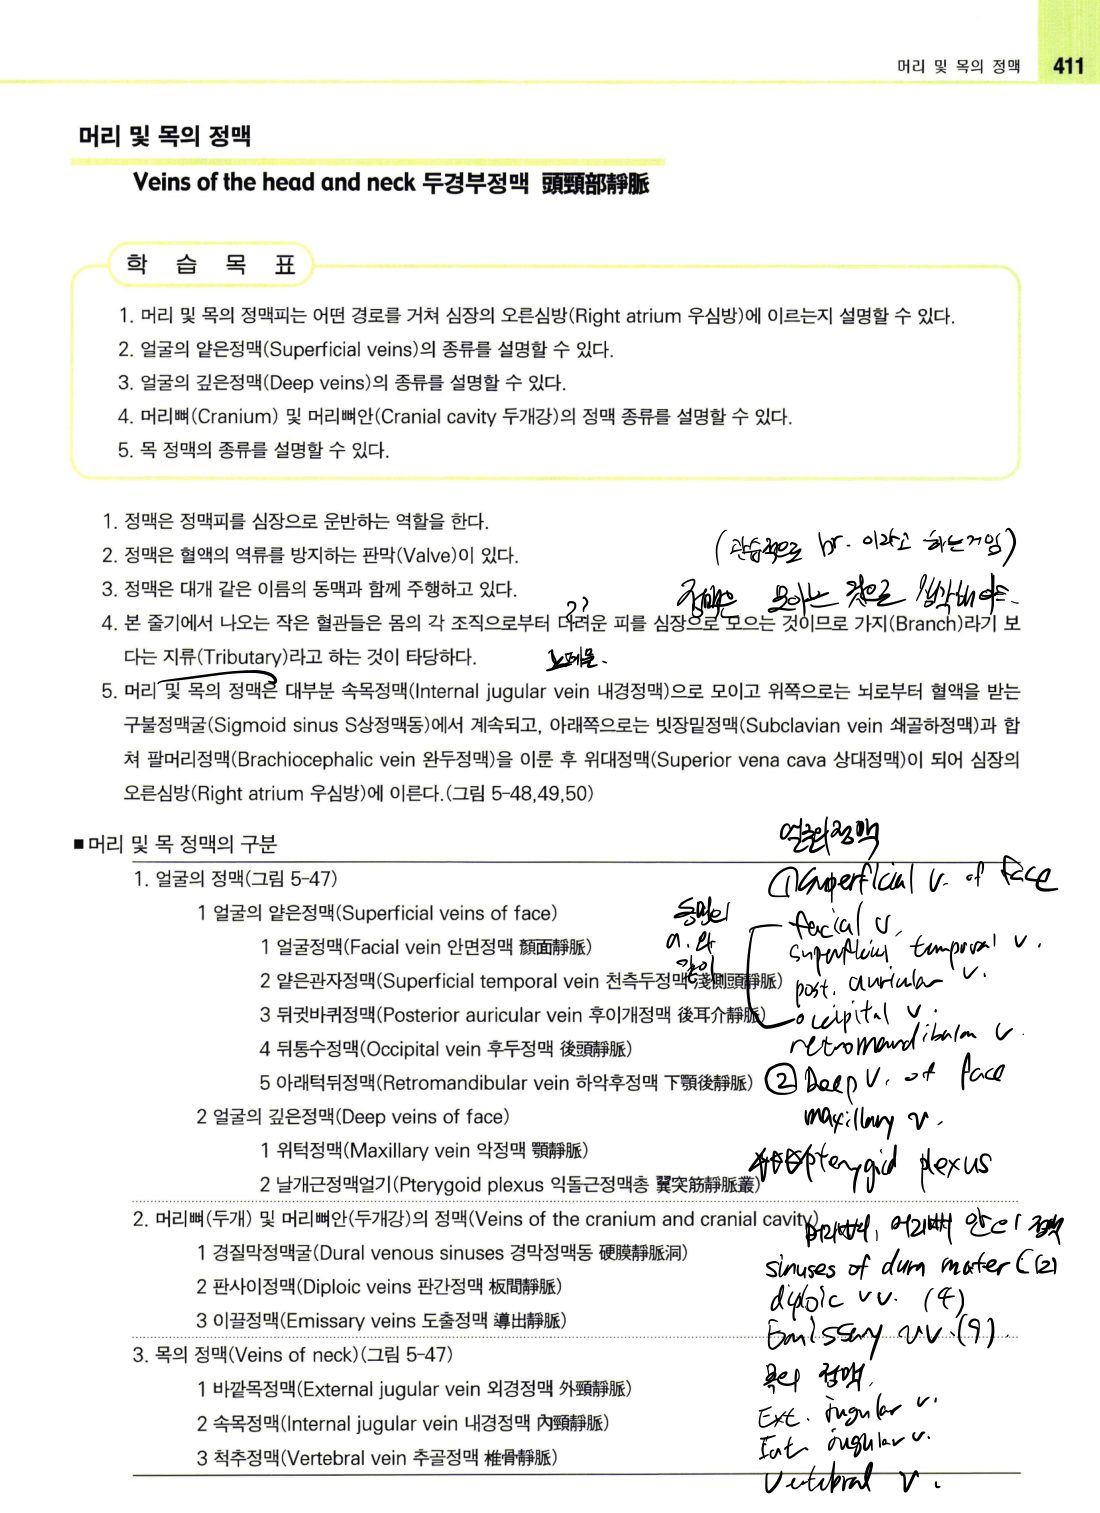 머리 및 목의 정맥 411
머리 및 목의 정맥
Veins of the head and neck 두경부정맥 頭頸部靜脈
학 습 목 표
1. 머리 및 목의 정맥피는 어떤 경로를 거쳐 심장의 오른심방(Right atrium 우심방)에 이르는지 설명할 수 있다.
2. 얼굴의 얕은정맥(Superficial veins)의 종류를 설명할 수 있다.
3. 얼굴의 깊은정맥(Deep veins)의 종류를 설명할 수 있다.
4. 머리뼈(Cranium) 및 머리뼈안(Cranial cavity 두개강)의 정맥 종류를 설명할 수 있다.
5. 목 정맥의 종류를 설명할 수 있다.
1. 정맥은 정맥피를 심장으로 운반하는 역할을 한다.
(관습적으로 br. 이라고 하는거임)
2. 정맥은 혈액의 역류를 방지하는 판막(Valve)이 있다.
3. 정맥은 대개 같은 이름의 동맥과 함께 주행하고 있다.
정맥은 모아는 것으로 생각해야
??
4. 본 줄기에서 나오는 작은 혈관들은 몸의 각 조직으로부터 더러운 피를 심장으로 모으는 것이므로 가지(Branch)라기 보
다는 지류(Tributary)라고 하는 것이 타당하다.
노폐물.
5. 머리 및 목의 정맥은 대부분 속목정맥(Internal jugular vein 내경정맥)으로 모이고 위쪽으로는 뇌로부터 혈액을 받는
구불정맥굴(Sigmoid sinus S상정맥동)에서 계속되고, 아래쪽으로는 빗장밑정맥(Subclavian vein 쇄골하정맥)과 합
쳐 팔머리정맥(Brachiocephalic vein 완두정맥)을 이룬 후 위대정맥(Superior vena cava 상대정맥)이 되어 심장의
오른심방(Right atrium 우심방)에 이른다.(그림 5-48,49,50)
■머리 및 목 정맥의 구분
1. 얼굴의 정맥(그림 5-47)
1 얼굴의 얕은정맥(Superficial veins of face)
1 얼굴정맥(Facial vein 안면정맥 顔面靜脈)
2 얕은관자정맥(Superficial temporal vein 천측두정맥 淺側頭靜脈)
3 뒤귓바퀴정맥(Posterior auricular vein 후이개정맥 後耳介靜脈)
4 뒤통수정맥(Occipital vein 후두정맥 後頭靜脈)
5 아래턱뒤정맥(Retromandibular vein 하악후정맥 下顎後靜脈)
2 얼굴의 깊은정맥(Deep veins of face)
1 위턱정맥(Maxillary vein 악정맥 顎靜脈)
2 날개근정맥얼기(Pterygoid plexus 익돌근정맥총 翼突筋靜脈叢)
2. 머리뼈(두개) 및 머리뼈안(두개강)의 정맥(Veins of the cranium and cranial cavity)
1 경질막정맥굴(Dural venous sinuses 경막정맥동 硬膜靜脈洞)
2 판사이정맥(Diploic veins 판간정맥 板間靜脈)
3 이끌정맥(Emissary veins 도출정맥 導出靜脈)
3. 목의 정맥(Veins of neck)(그림 5-47)
1 바깥목정맥(External jugular vein 외경정맥 外頸靜脈)
2 속목정맥(Internal jugular vein 내경정맥 內頸靜脈)
3 척추정맥(Vertebral vein 추골정맥 椎骨靜脈)
얼굴의 정맥
① superficial v. of face
동명의
a. 와
같이
facial v.
superficial temporal v.
post. auricular v.
occipital v.
retromandibular v
② Deep V. of face
maxillary v.
pterygoid plexus
머리뼈, 머리뼈 안의 정맥
sinuses of dura mater (12)
diploic vv. (4)
Emissary vv.(9).
목의 정맥.
Ext. jugular v.
Int. jugular v.
Vertebral v.